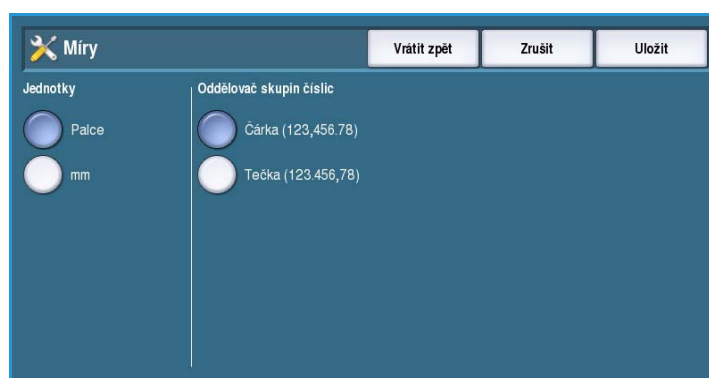 Míry
Vrátit zpět
Zrušit
Uložit
Jednotky
Oddělovač skupin číslic
Palce
Čárka (123,456.78)
mm
Tečka (123.456,78)